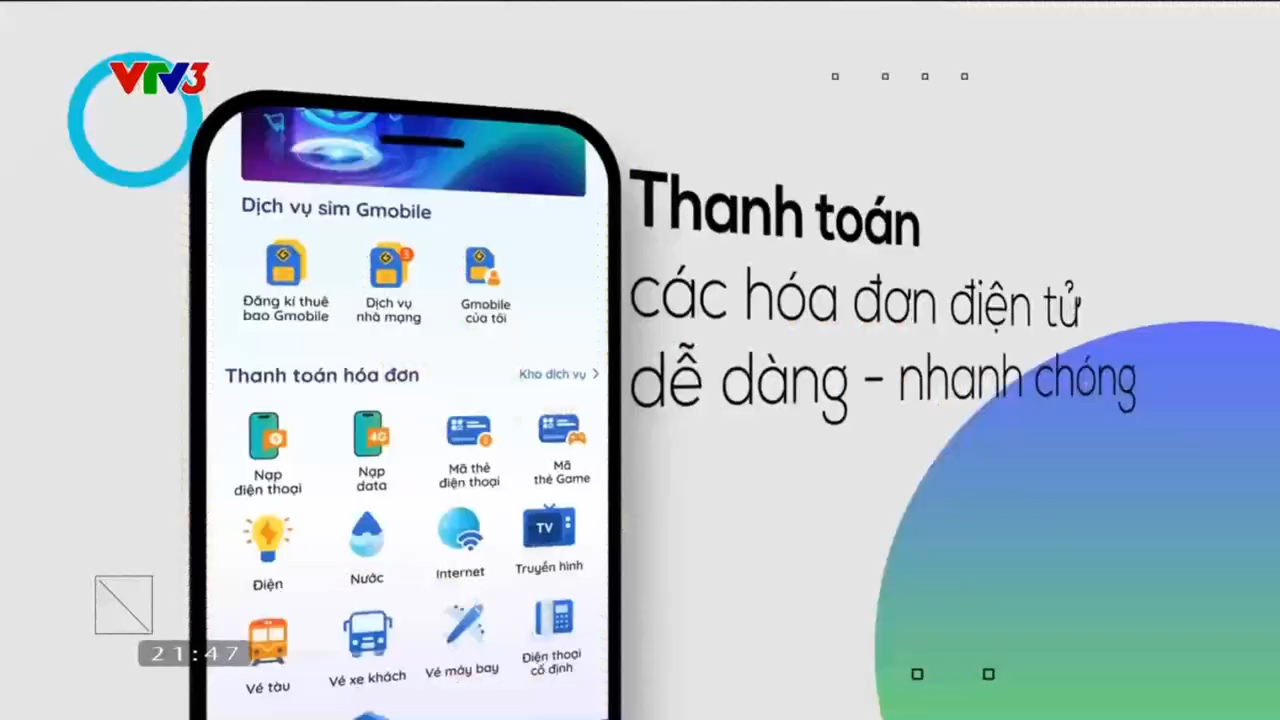 VTV3
Dịch vụ sim Gmobile
Đăng kí thuê
bao Gmobile
Dịch vụ
nhà mạng
Gmobile
của tôi
Thanh toán hóa đơn
Kho dịch vụ
Nạp
điện thoại
4G
Nạp
data
Mã thẻ
điện thoại
Mã
thẻ Game
Điện
Nước
Internet
TV
Truyền hình
Vé tàu
Vé xe khách
Vé máy bay
Điện thoại
cố định
Thanh toán
các hóa đơn điện tử
dễ dàng - nhanh chóng
21:47